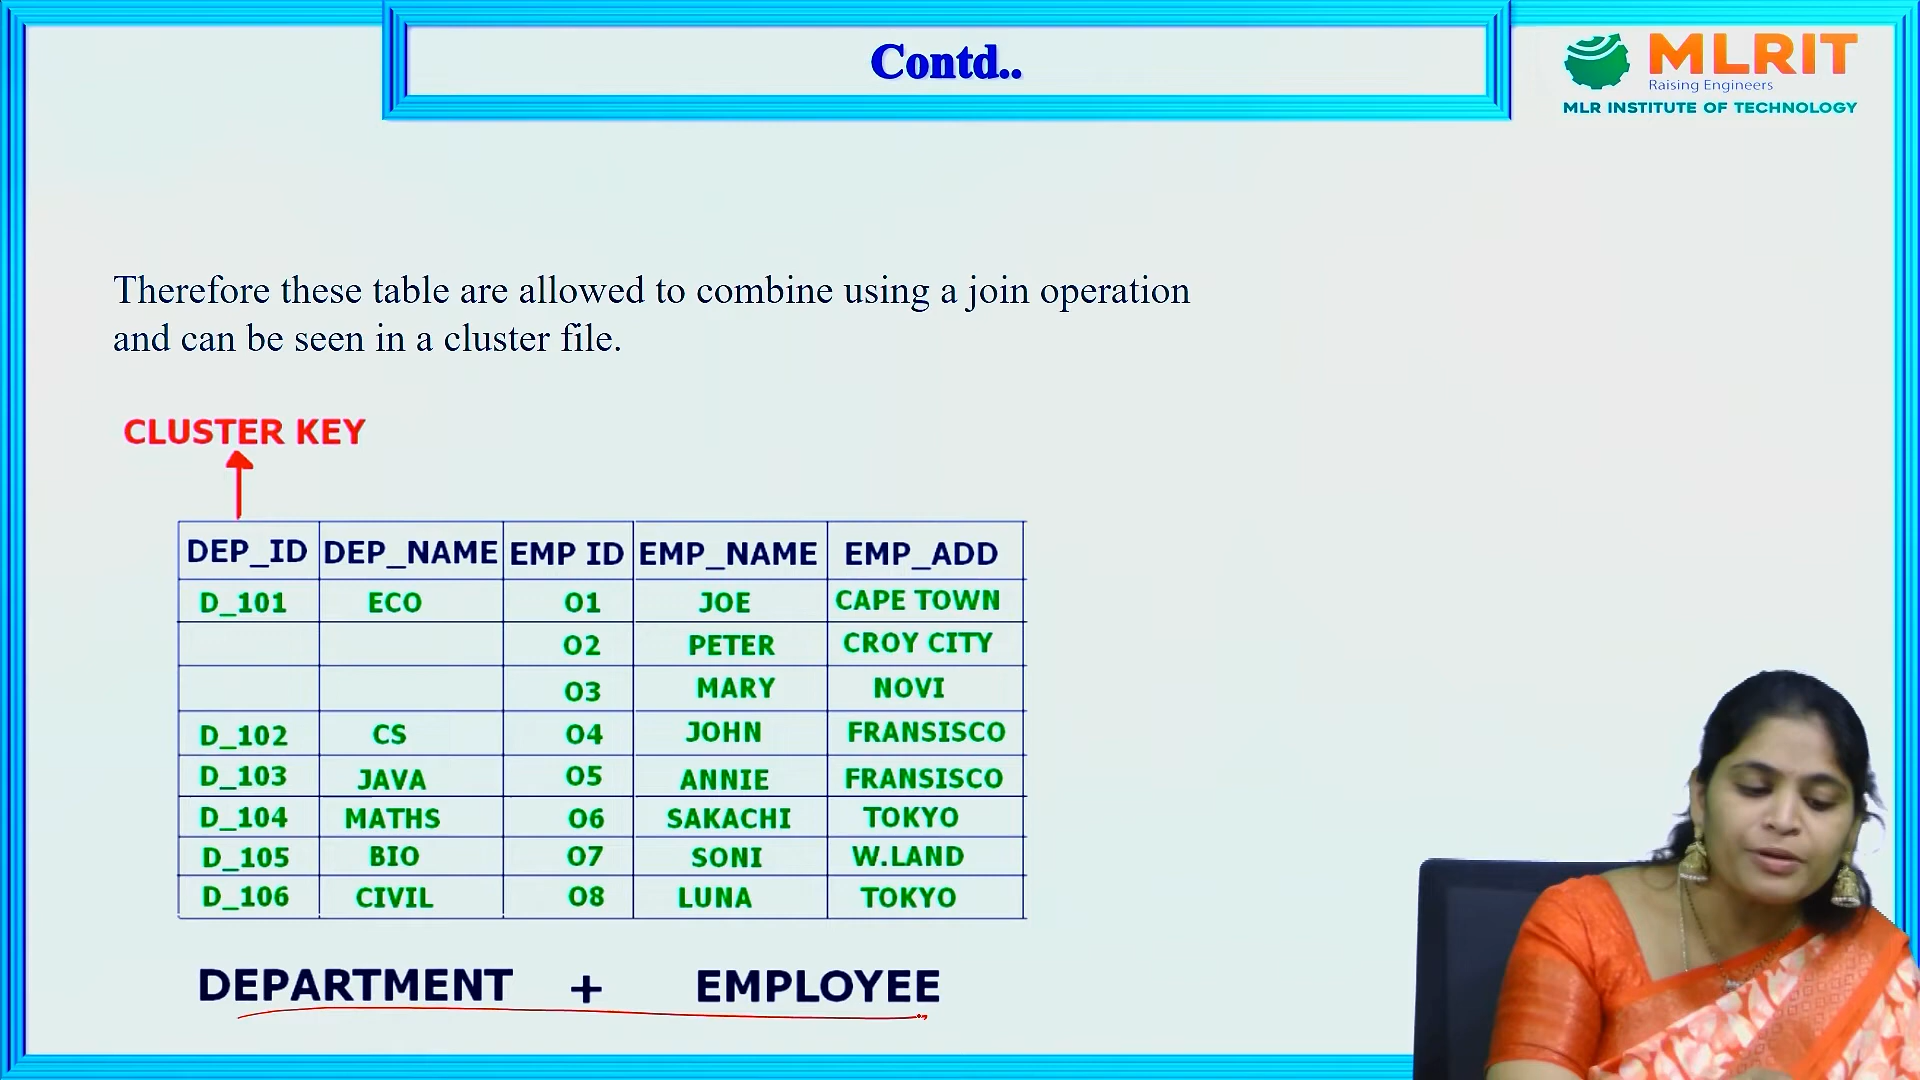 Contd..
MLRIT
Raising Engineers
MLR INSTITUTE OF TECHNOLOGY
Therefore these table are allowed to combine using a join operation
and can be seen in a cluster file.
CLUSTER KEY
DEP_ID DEP_NAME EMP ID EMP_NAME EMP_ADD
D_101 ECO 01 JOE CAPE TOWN
02 PETER CROY CITY
03 MARY NOVI
D_102 CS 04 JOHN FRANSISCO
D_103 JAVA 05 ANNIE FRANSISCO
D_104 MATHS 06 SAKACHI TOKYO
D_105 BIO 07 SONI W.LAND
D_106 CIVIL 08 LUNA TOKYO
DEPARTMENT + EMPLOYEE